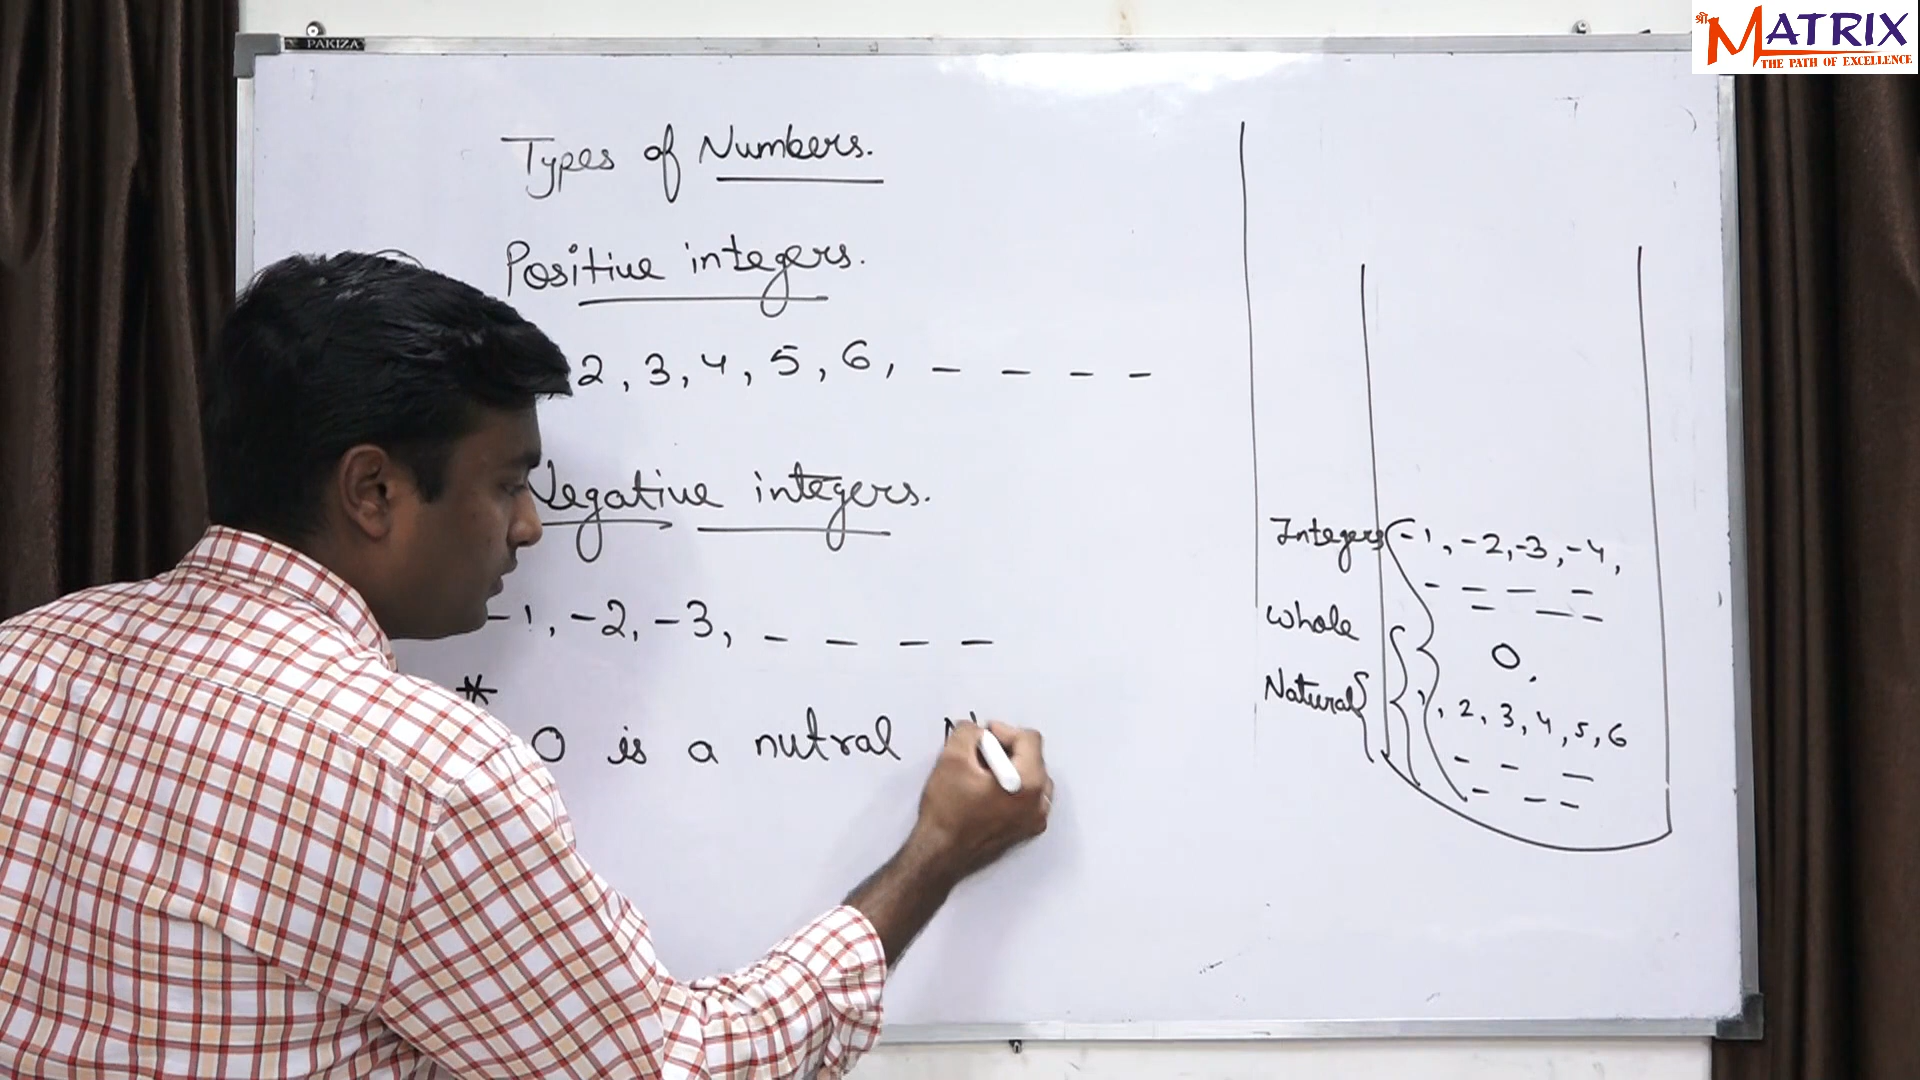 PAKIZA
श्री MATRIX
THE PATH OF EXCELLENCE
Types of Numbers.
Positive integers.
2, 3, 4, 5, 6, - - - -
Negative integers.
-1, -2, -3, - - - -
*
0 is a nutral N
Integers -1, -2, -3, -4,
- - - -
- - -
Whole
0,
Natural 1, 2, 3, 4, 5, 6
- - -
- - -